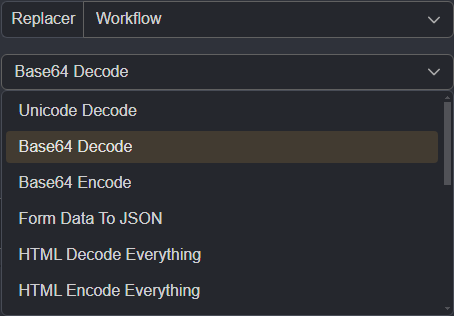 Replacer Workflow
Base64 Decode
Unicode Decode
Base64 Decode
Base64 Encode
Form Data To JSON
HTML Decode Everything
HTML Encode Everything